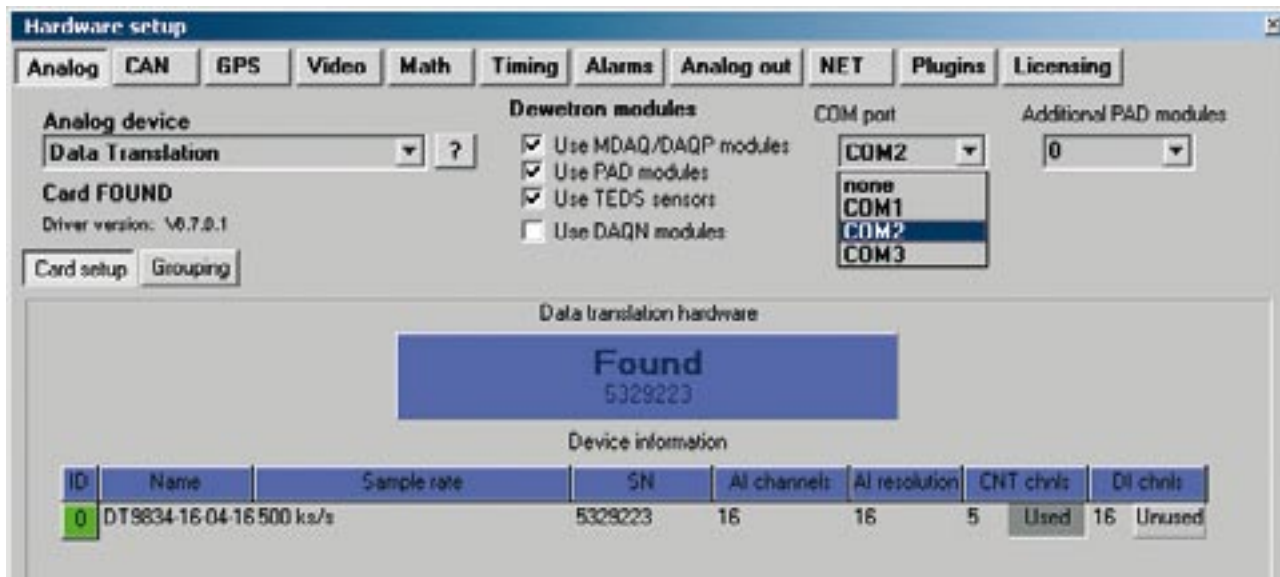 Hardware setup
Analog CAN GPS Video Math Timing Alarms Analog out NET Plugins Licensing
Analog device
Data Translation ?
Card FOUND
Driver version: V6.7.0.1
Dewetron modules
Use MDAQ/DAQP modules
Use PAD modules
Use TEDS sensors
Use DAQN modules
COM port
COM2
none
COM1
COM2
COM3
Additional PAD modules
0
Card setup Grouping
Data translation hardware
Found
5329223
Device information
ID Name Sample rate SN AI channels AI resolution CNT chnls DI chnls
0 DT9834-16-04-16 500 ks/s 5329223 16 16 5 Used 16 Unused